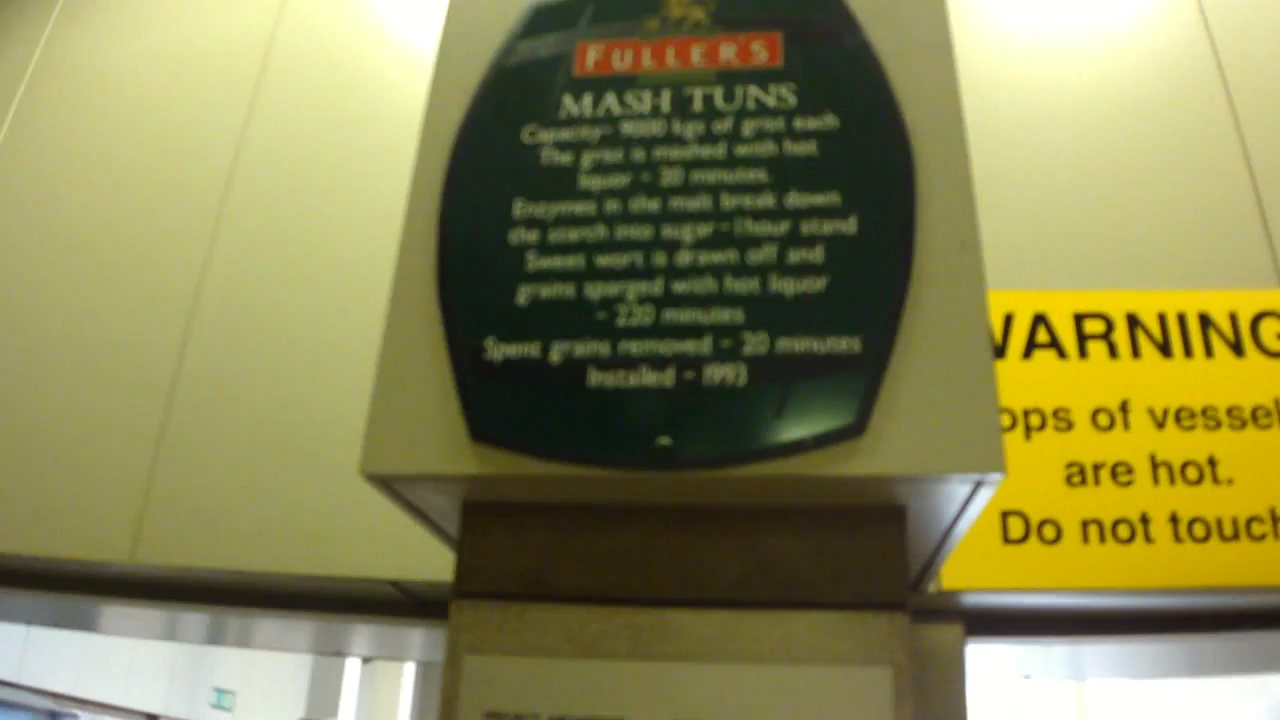 FULLERS
MASH TUNS
Capacity - 9000 kgs of grist each
The grist is mashed with hot
liquor - 20 minutes.
Enzymes in the malt break down
the starch into sugar - 1 hour stand
Sweet wort is drawn off and
grains sparged with hot liquor
- 220 minutes
Spent grains removed - 20 minutes
Installed - 1993
WARNING
ops of vessel
are hot.
Do not touch